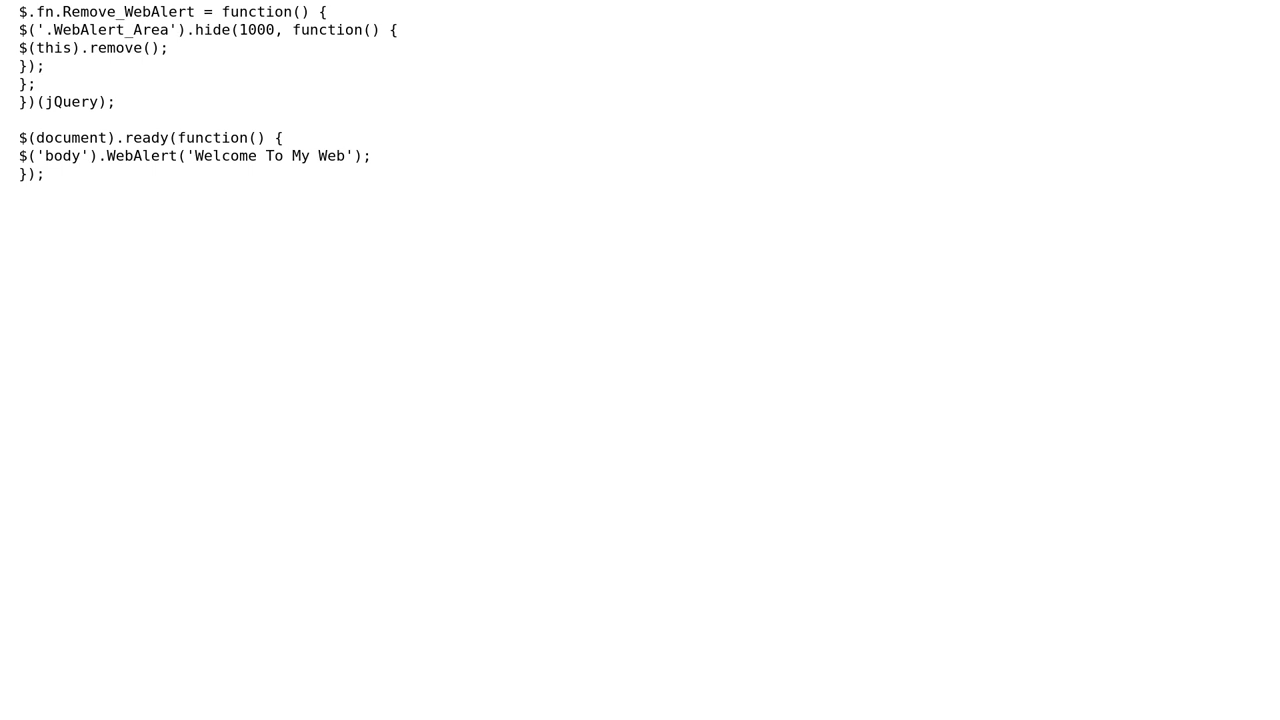 $.fn.Remove_WebAlert = function() {
$('.WebAlert_Area').hide(1000, function() {
$(this).remove();
});
};
})(jQuery);

$(document).ready(function() {
$('body').WebAlert('Welcome To My Web');
});